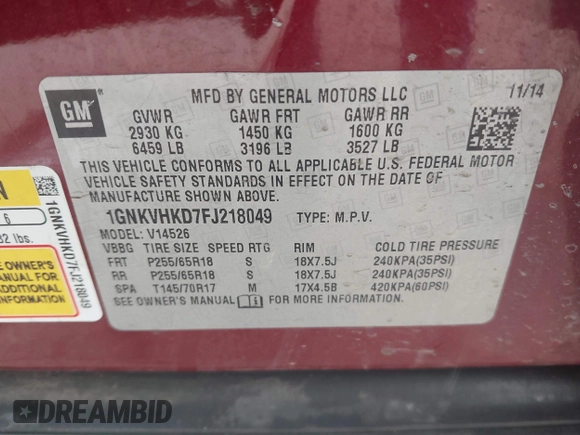 GM
MFD BY GENERAL MOTORS LLC
11/14
GVWR GAWR FRT GAWR RR
2930 KG 1450 KG 1600 KG
6459 LB 3196 LB 3527 LB
THIS VEHICLE CONFORMS TO ALL APPLICABLE U.S. FEDERAL MOTOR
VEHICLE SAFETY STANDARDS IN EFFECT ON THE DATE OF
MANUFACTURE SHOWN ABOVE.
1GNKVHKD7FJ218049 TYPE: M.P.V.
MODEL: V14526
VBBG TIRE SIZE SPEED RTG RIM COLD TIRE PRESSURE
FRT P255/65R18 S 18X7.5J 240KPA(35PSI)
RR P255/65R18 S 18X7.5J 240KPA(35PSI)
SPA T145/70R17 M 17X4.5B 420KPA(60PSI)
SEE OWNER'S MANUAL FOR MORE INFORMATION
N
6
32 lbs.
E OWNER'S
MANUAL FOR
ADDITIONAL
INFORMATION
1GNKVHKD7FJ218049
DREAMBID